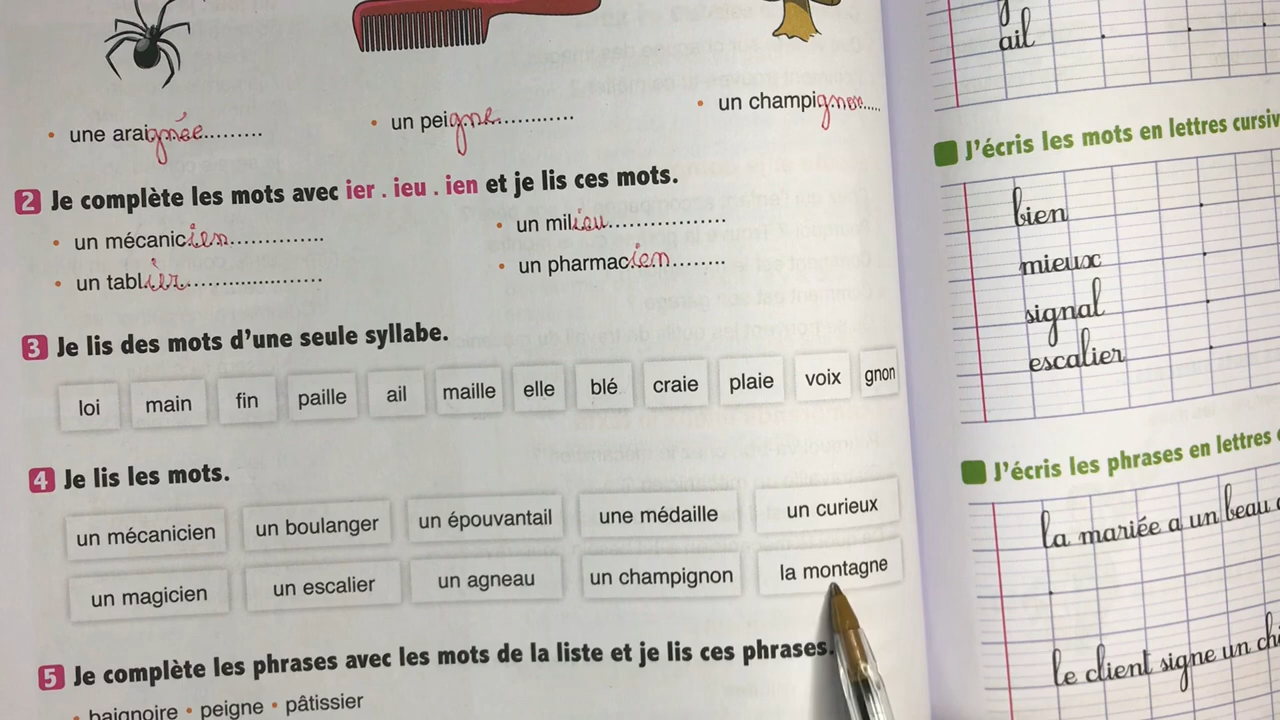 une araignée.........
un peigne............
un champignon.....
2 Je complète les mots avec ier . ieu . ien et je lis ces mots.
un mécanicien..............
un milieu..............
un tablier....................
un pharmacien........
3 Je lis des mots d'une seule syllabe.
loi main fin paille ail maille elle blé craie plaie voix gnon
4 Je lis les mots.
un mécanicien un boulanger un épouvantail une médaille un curieux
un magicien un escalier un agneau un champignon la montagne
5 Je complète les phrases avec les mots de la liste et je lis ces phrases.
baignoire • peigne • pâtissier
ail
J'écris les mots en lettres
bien
mieux
signal
escalier
J'écris les phrases en lettres
la mariée a un beau
le client signe un